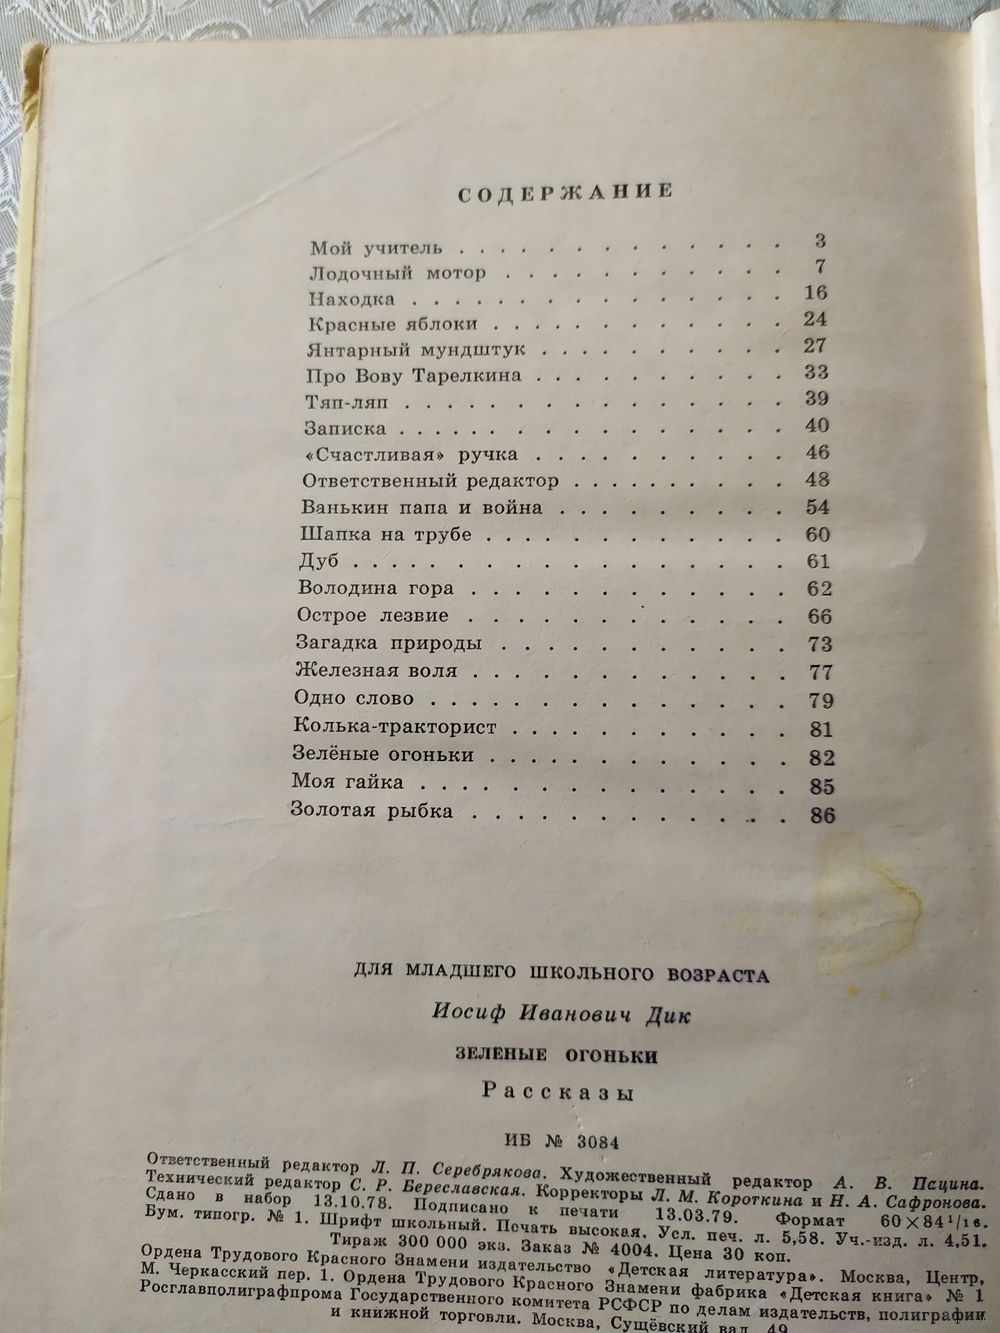 СОДЕРЖАНИЕ
Мой учитель . . . . . . . . . . . . . 3
Лодочный мотор . . . . . . . . . . 7
Находка . . . . . . . . . . . . . . 16
Красные яблоки . . . . . . . . . . . 24
Янтарный мундштук . . . . . . . . . 27
Про Вову Тарелкина . . . . . . . . . 33
Тяп-ляп . . . . . . . . . . . . . . 39
Записка . . . . . . . . . . . . . . 40
«Счастливая» ручка . . . . . . . . . 46
Ответственный редактор . . . . . . . . 48
Ванькин папа и война . . . . . . . . 54
Шапка на трубе . . . . . . . . . . . 60
Дуб . . . . . . . . . . . . . . . . 61
Володина гора . . . . . . . . . . . 62
Острое лезвие . . . . . . . . . . . 66
Загадка природы . . . . . . . . . . 73
Железная воля . . . . . . . . . . . 77
Одно слово . . . . . . . . . . . . . 79
Колька-тракторист . . . . . . . . . . 81
Зелёные огоньки . . . . . . . . . . 82
Моя гайка . . . . . . . . . . . . . 85
Золотая рыбка . . . . . . . . . . . 86
ДЛЯ МЛАДШЕГО ШКОЛЬНОГО ВОЗРАСТА
Иосиф Иванович Дик
ЗЕЛЕНЫЕ ОГОНЬКИ
Рассказы
ИБ № 3084
Ответственный редактор Л. П. Серебрякова. Художественный редактор А. В. Пацина.
Технический редактор С. Р. Береславская. Корректоры Л. М. Короткина и Н. А. Сафронова.
Сдано в набор 13.10.78. Подписано к печати 13.03.79. Формат 60×84 1/16.
Бум. типогр. № 1. Шрифт школьный. Печать высокая. Усл. печ. л. 5,58. Уч.-изд. л. 4,51.
Тираж 300 000 экз. Заказ № 4004. Цена 30 коп.
Ордена Трудового Красного Знамени издательство «Детская литература». Москва, Центр,
М. Черкасский пер. 1. Ордена Трудового Красного Знамени фабрика «Детская книга» № 1
Росглавполиграфпрома Государственного комитета РСФСР по делам издательств, полиграфии
и книжной торговли. Москва, Сущёвский вал, 49.